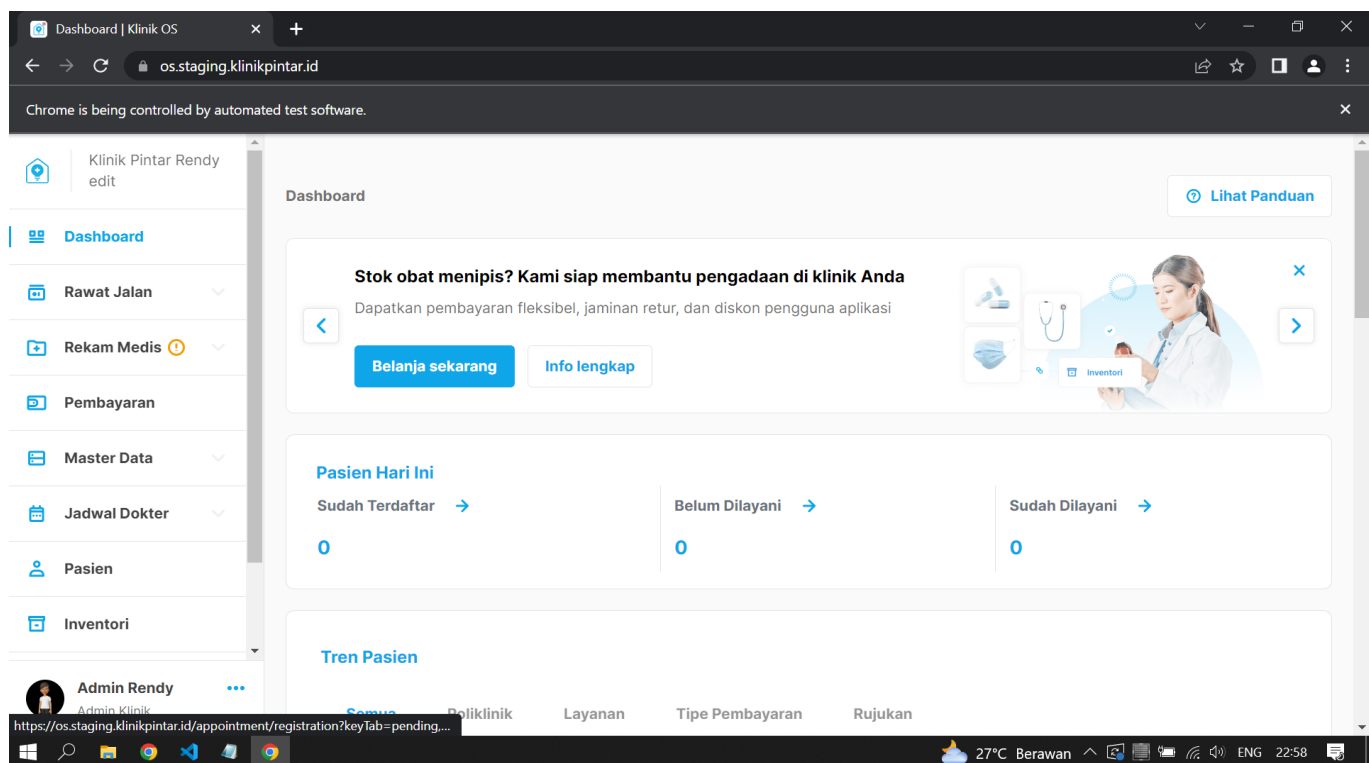 Dashboard | Klinik OS
os.staging.klinikpintar.id
Chrome is being controlled by automated test software.
Klinik Pintar Rendy
edit
Dashboard
Rawat Jalan
Rekam Medis
Pembayaran
Master Data
Jadwal Dokter
Pasien
Inventori
Admin Rendy
Admin Klinik
Dashboard
Lihat Panduan
Stok obat menipis? Kami siap membantu pengadaan di klinik Anda
Dapatkan pembayaran fleksibel, jaminan retur, dan diskon pengguna aplikasi
Belanja sekarang
Info lengkap
Inventori
Pasien Hari Ini
Sudah Terdaftar
0
Belum Dilayani
0
Sudah Dilayani
0
Tren Pasien
Semua Poliklinik Layanan Tipe Pembayaran Rujukan
https://os.staging.klinikpintar.id/appointment/registration?keyTab=pending,...
27°C Berawan ENG 22:58